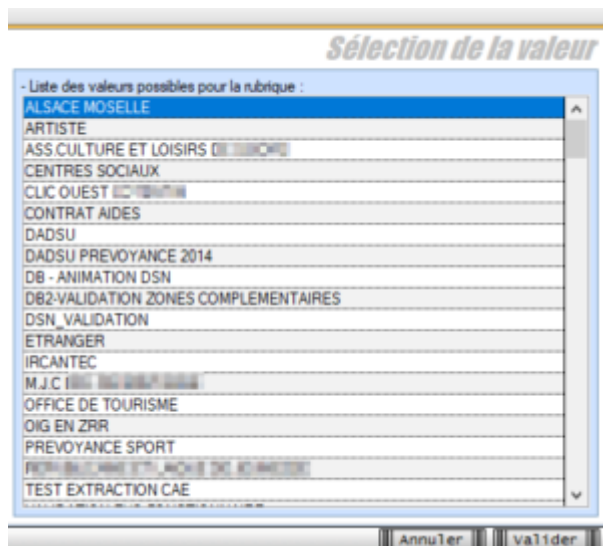 Sélection de la valeur
- Liste des valeurs possibles pour la rubrique :
ALSACE MOSELLE
ARTISTE
ASS.CULTURE ET LOISIRS
CENTRES SOCIAUX
CLIC OUEST
CONTRAT AIDES
DADSU
DADSU PREVOYANCE 2014
DB - ANIMATION DSN
DB2-VALIDATION ZONES COMPLEMENTAIRES
DSN_VALIDATION
ETRANGER
IRCANTEC
M.J.C
OFFICE DE TOURISME
OIG EN ZRR
PREVOYANCE SPORT
TEST EXTRACTION CAE
Annuler Valider